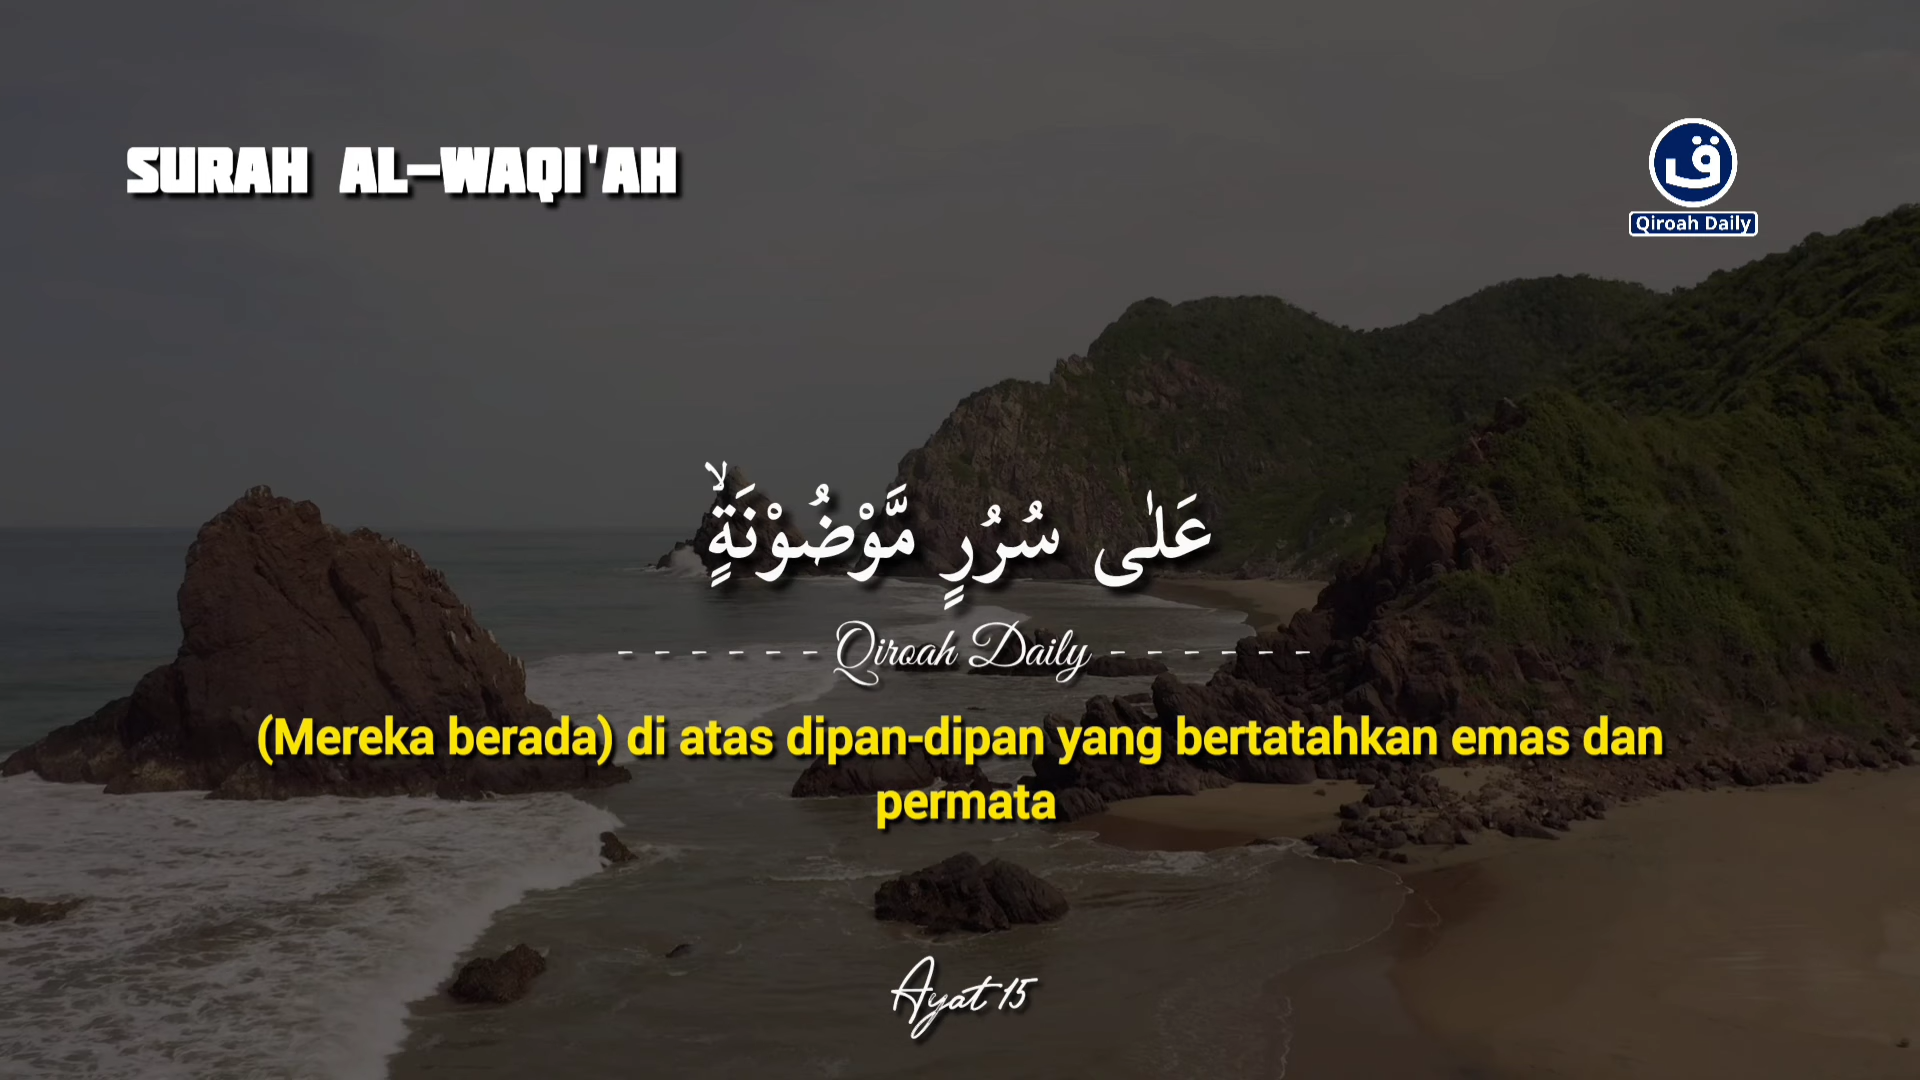 SURAH AL-WAQI'AH
ق
Qiroah Daily
عَلٰى سُرُرٍ مَّوْضُوْنَةٍۙ
- - - - - - Qiroah Daily - - - - - -
(Mereka berada) di atas dipan-dipan yang bertatahkan emas dan
permata
Ayat 15